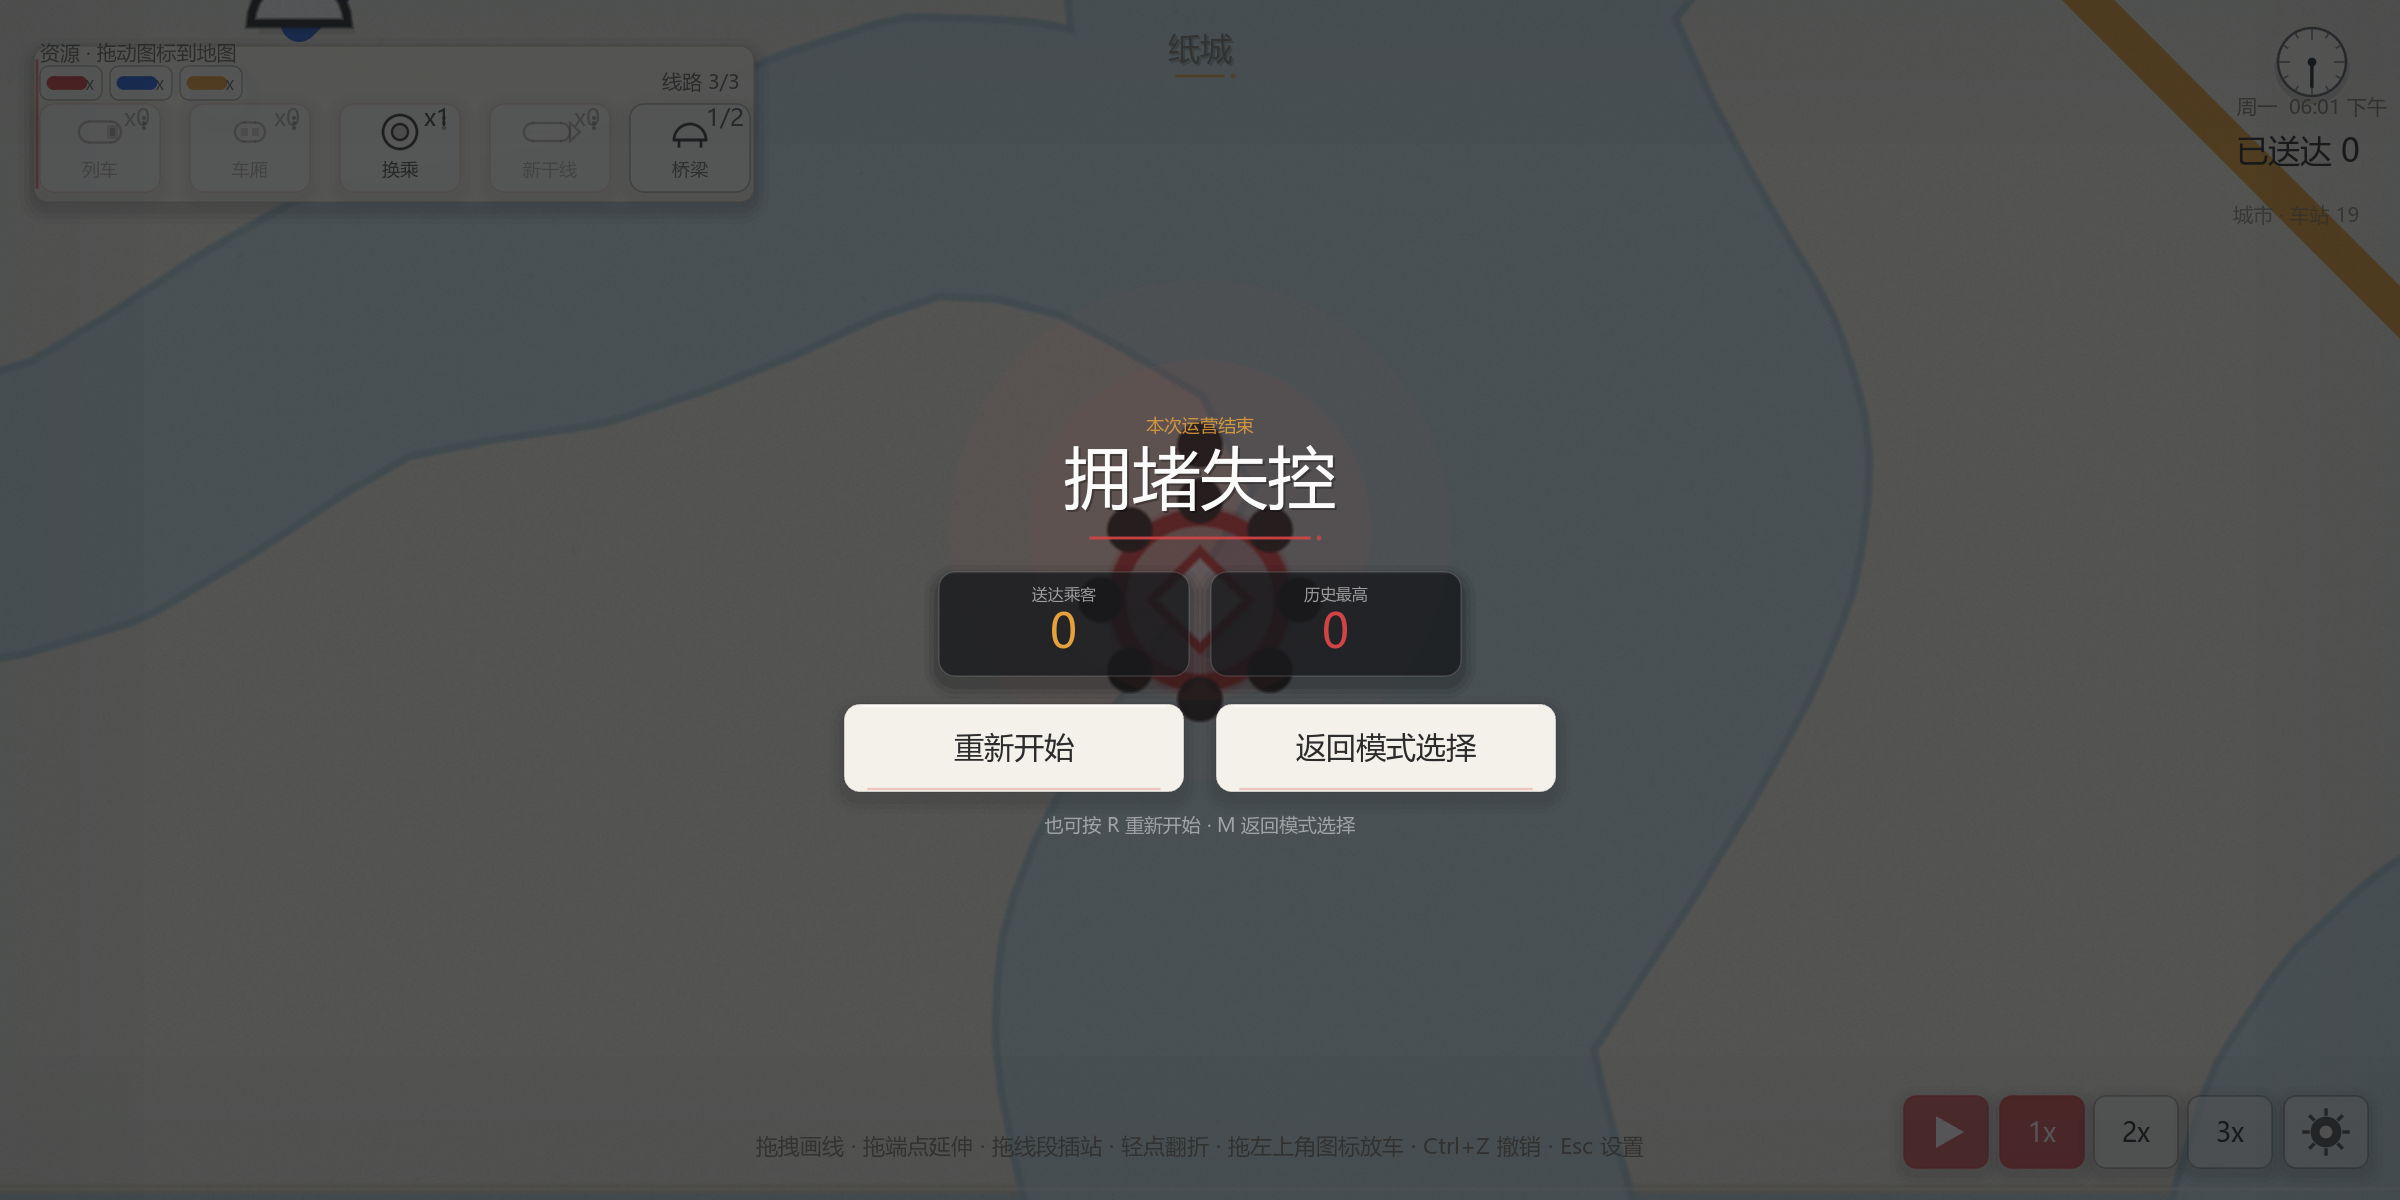 资源 · 拖动图标到地图
x x x
线路 3/3
x0 x0 x1 x0 1/2
列车 车厢 换乘 新干线 桥梁
纸城
周一 06:01 下午
已送达 0
城市 · 车站 19
本次运营结束
拥堵失控
送达乘客 历史最高
0 0
重新开始 返回模式选择
也可按 R 重新开始 · M 返回模式选择
拖拽画线 · 拖端点延伸 · 拖线段插站 · 轻点翻折 · 拖左上角图标放车 · Ctrl+Z 撤销 · Esc 设置
1x 2x 3x